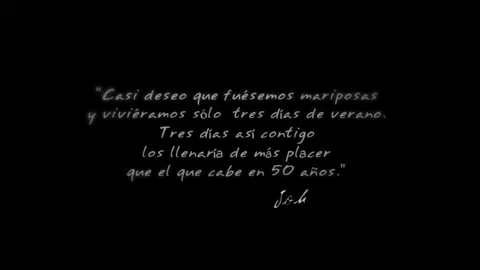 "Casi deseo que fuésemos mariposas
y viviéramos sólo tres días de verano.
Tres días así contigo
los llenaría de más placer
que el que cabe en 50 años."